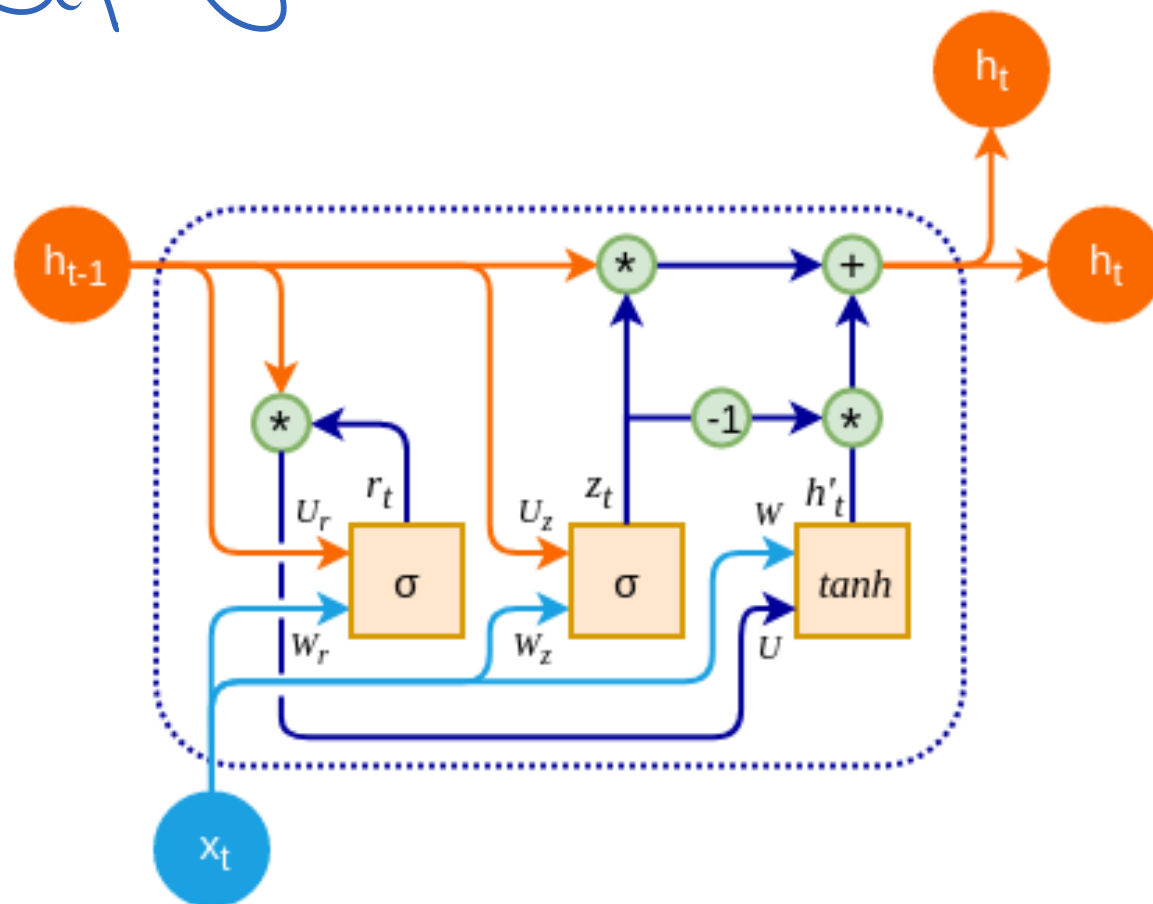 h_t
h_{t-1} * + h_t
* -1 *
r_t z_t h'_t
U_r U_z W
σ σ tanh
W_r W_z U
x_t